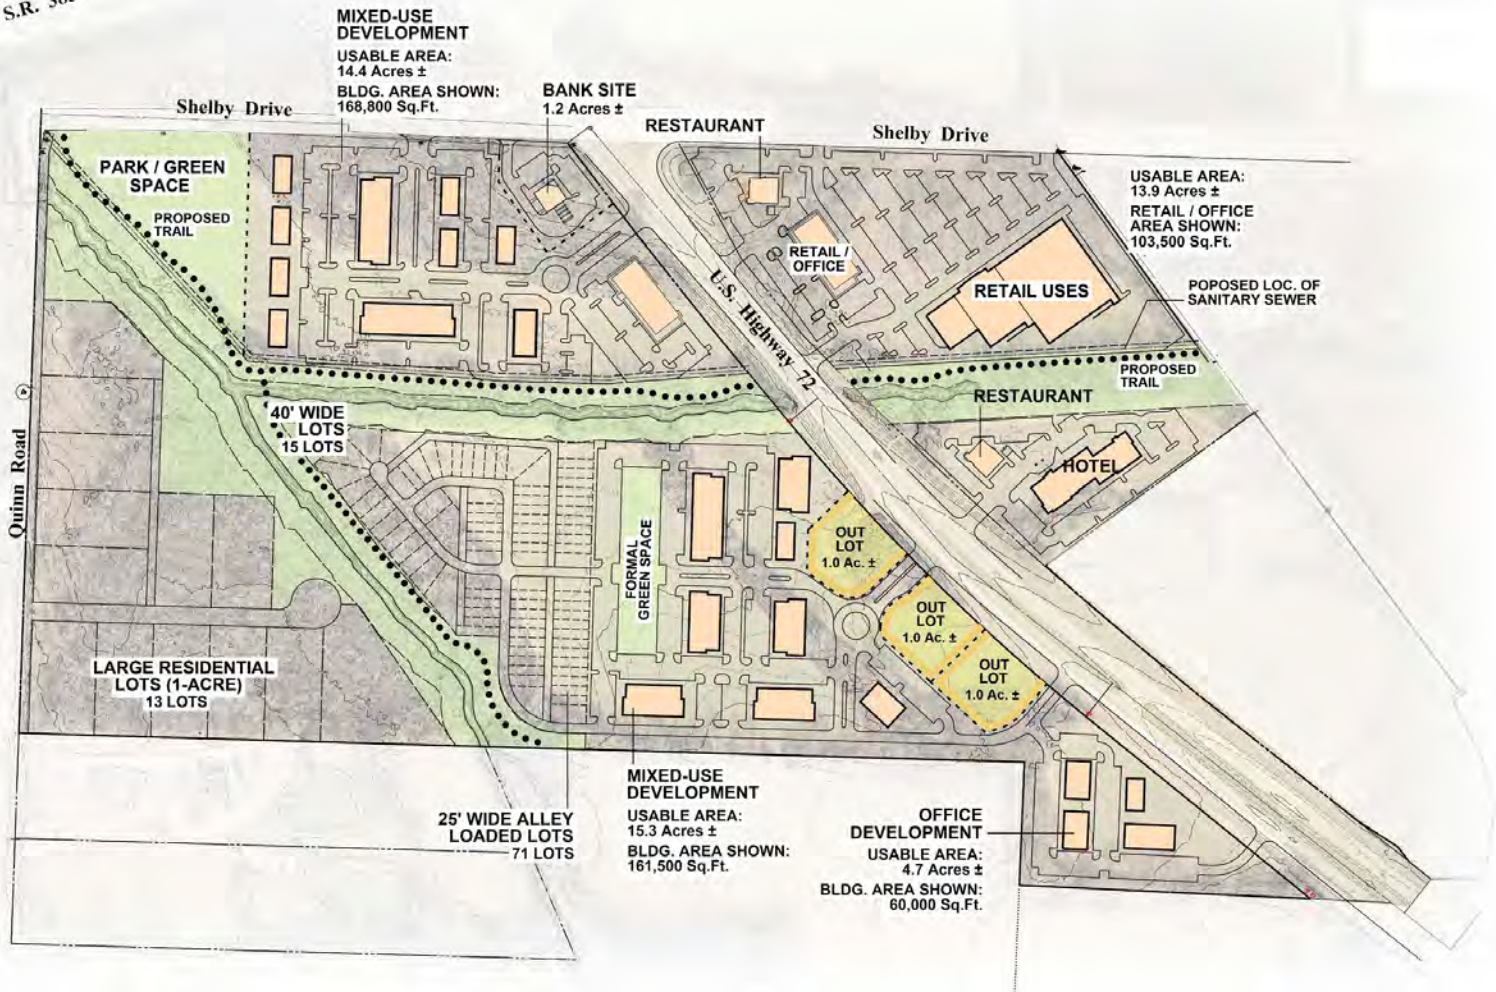 S.R.
MIXED-USE
DEVELOPMENT
USABLE AREA:
14.4 Acres ±
BLDG. AREA SHOWN:
168,800 Sq.Ft.
BANK SITE
1.2 Acres ±
Shelby Drive
RESTAURANT
Shelby Drive
PARK / GREEN
SPACE
PROPOSED
TRAIL
USABLE AREA:
13.9 Acres ±
RETAIL / OFFICE
AREA SHOWN:
103,500 Sq.Ft.
RETAIL /
OFFICE
RETAIL USES
POPOSED LOC. OF
SANITARY SEWER
U.S. Highway 72
PROPOSED
TRAIL
RESTAURANT
40' WIDE
LOTS
15 LOTS
HOTEL
Quinn Road
FORMAL
GREEN SPACE
OUT
LOT
1.0 Ac. ±
OUT
LOT
1.0 Ac. ±
OUT
LOT
1.0 Ac. ±
LARGE RESIDENTIAL
LOTS (1-ACRE)
13 LOTS
MIXED-USE
DEVELOPMENT
USABLE AREA:
15.3 Acres ±
BLDG. AREA SHOWN:
161,500 Sq.Ft.
25' WIDE ALLEY
LOADED LOTS
71 LOTS
OFFICE
DEVELOPMENT
USABLE AREA:
4.7 Acres ±
BLDG. AREA SHOWN:
60,000 Sq.Ft.